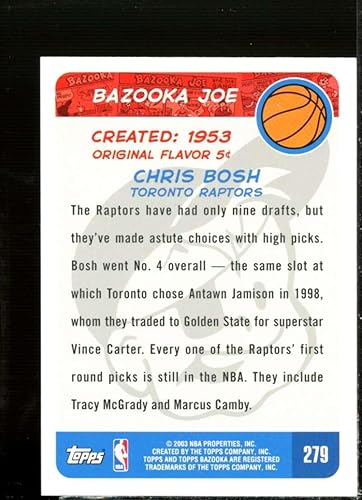 BAZOOKA JOE
CREATED: 1953
ORIGINAL FLAVOR 5¢
CHRIS BOSH
TORONTO RAPTORS
The Raptors have had only nine drafts, but
they've made astute choices with high picks.
Bosh went No. 4 overall — the same slot at
which Toronto chose Antawn Jamison in 1998,
whom they traded to Golden State for superstar
Vince Carter. Every one of the Raptors' first
round picks is still in the NBA. They include
Tracy McGrady and Marcus Camby.
Topps
NBA
© 2003 NBA PROPERTIES, INC.
CREATED BY THE TOPPS COMPANY, INC.
TOPPS AND TOPPS BAZOOKA ARE REGISTERED
TRADEMARKS OF THE TOPPS COMPANY, INC.
279